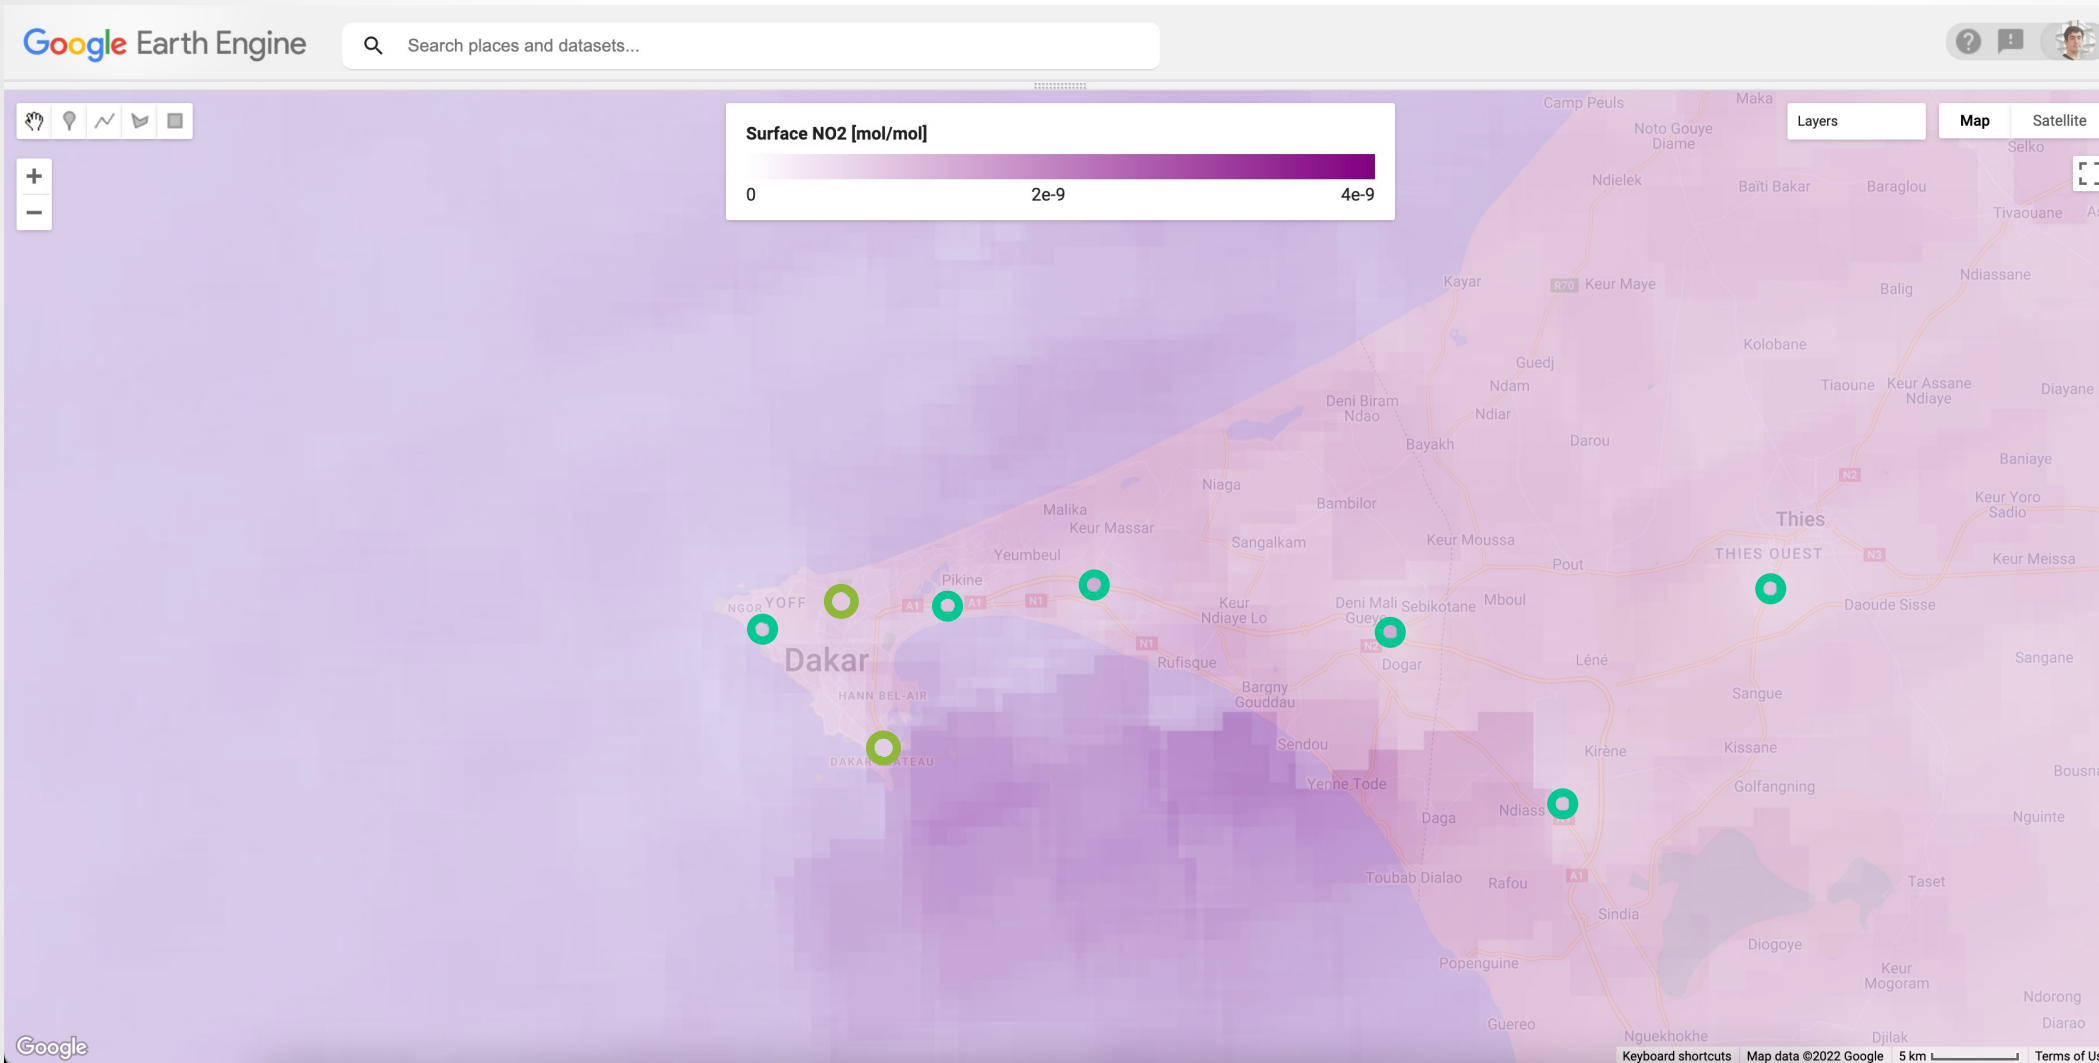 Google Earth Engine
Search places and datasets...
Surface NO2 [mol/mol]
0 2e-9 4e-9
Layers
Map Satellite
Camp Peuls
Maka
Noto Gouye
Diame
Selko
Ndielek
Baïti Bakar
Baraglou
Tivaouane
Kayar
R70
Keur Maye
Ndiassane
Balig
Kolobane
Guedj
Ndam
Tiaoune
Keur Assane
Ndiaye
Diayane
Deni Biram
Ndao
Ndiar
Bayakh
Darou
Baniaye
N2
Niaga
Bambilor
Keur Yoro
Sadio
Malika
Keur Massar
Thies
Sangalkam
Keur Moussa
THIES OUEST
N3
Keur Meissa
Yeumbeul
Pout
Pikine
NGOR
YOFF
A1
A1
N1
Keur
Ndiaye Lo
Deni Mali
Gueye
Sebikotane
Mboul
Daoude Sisse
N1
N2
Dakar
Rufisque
Dogar
Léné
Sangane
HANN BEL-AIR
Bargny
Gouddau
Sangue
Sendou
Kirène
Kissane
Yenne Tode
Golfangning
Daga
Ndiass
Nguinte
Toubab Dialao
Rafou
A1
Taset
Sindia
Diogoye
Popenguine
Keur
Mogoram
Ndorong
Guereo
Diarao
Nguekhokhe
Djilak
Google
Keyboard shortcuts Map data ©2022 Google 5 km Terms of